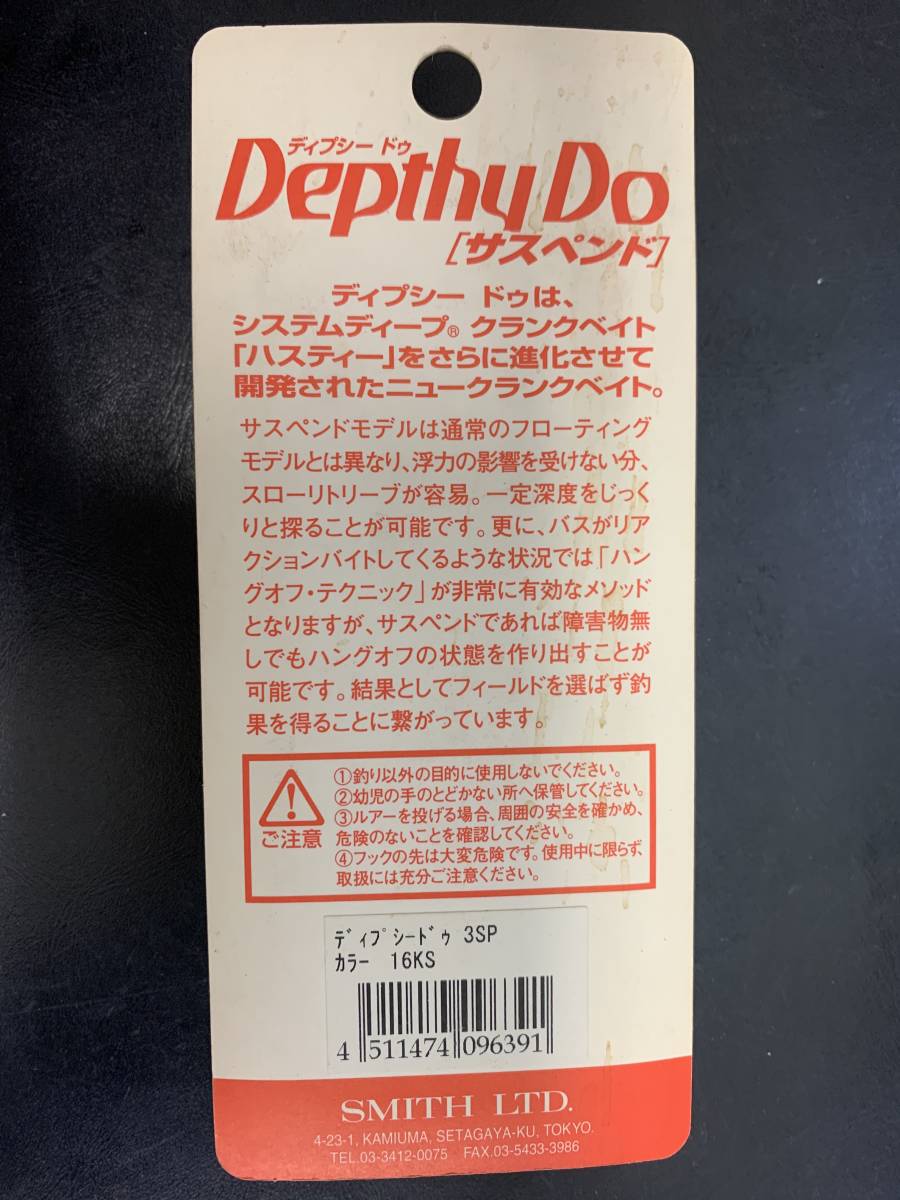 ディプシー ドゥ
Depthy Do
[サスペンド]
ディプシー ドゥは、
システムディープ® クランクベイト
「ハスティー」をさらに進化させて
開発されたニュークランクベイト。
サスペンドモデルは通常のフローティング
モデルとは異なり、浮力の影響を受けない分、
スローリトリーブが容易。一定深度をじっく
りと探ることが可能です。更に、バスがリア
クションバイトしてくるような状況では「ハン
グオフ・テクニック」が非常に有効なメソッド
となりますが、サスペンドであれば障害物無
しでもハングオフの状態を作り出すことが
可能です。結果としてフィールドを選ばず釣
果を得ることに繋がっています。
ご注意
①釣り以外の目的に使用しないでください。
②幼児の手のとどかない所へ保管してください。
③ルアーを投げる場合、周囲の安全を確かめ、
危険のないことを確認してください。
④フックの先は大変危険です。使用中に限らず、
取扱には充分ご注意ください。
ﾃﾞｨﾌﾟｼｰﾄﾞｩ 3SP
ｶﾗｰ 16KS
4 511474 096391
SMITH LTD.
4-23-1, KAMIUMA, SETAGAYA-KU, TOKYO.
TEL.03-3412-0075 FAX.03-5433-3986